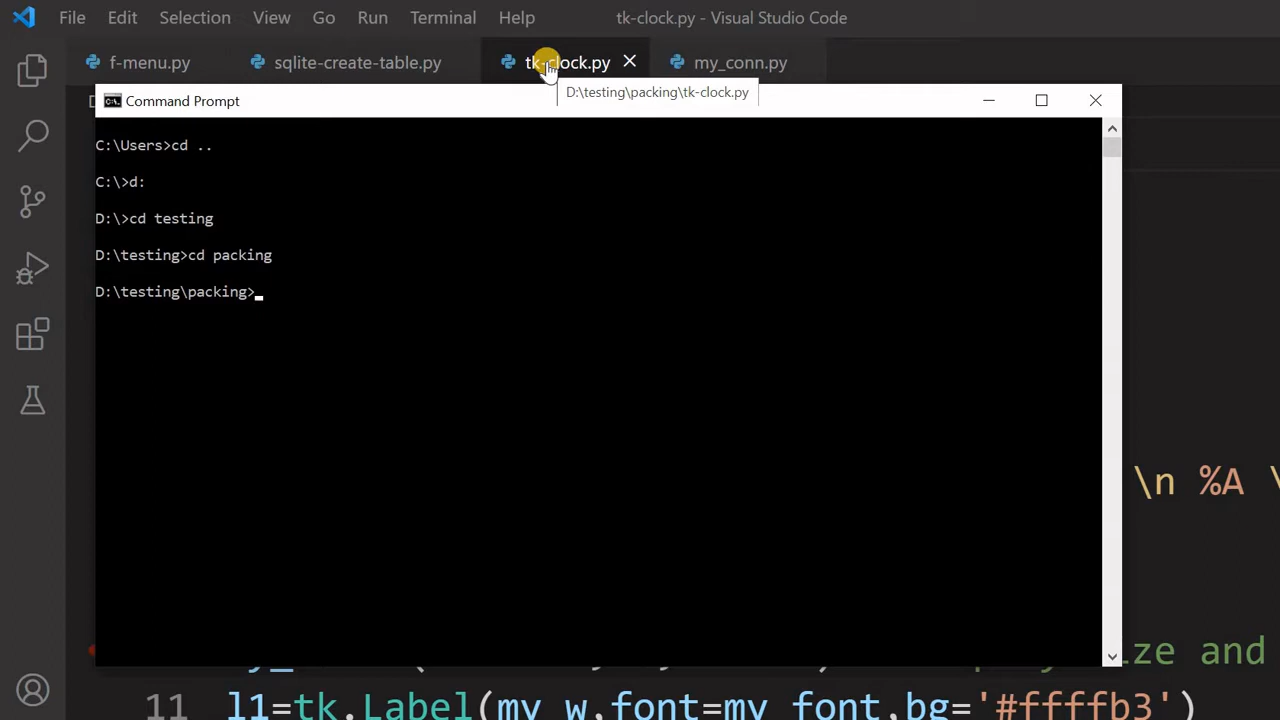 File Edit Selection View Go Run Terminal Help tk-clock.py - Visual Studio Code
f-menu.py sqlite-create-table.py tk-clock.py my_conn.py
D:\testing\packing\tk-clock.py
Command Prompt
C:\Users>cd ..
C:\>d:
D:\>cd testing
D:\testing>cd packing
D:\testing\packing>
\n %A \
ize and
11 l1=tk.Label(my_w,font=my_font,bg='#ffffb3')